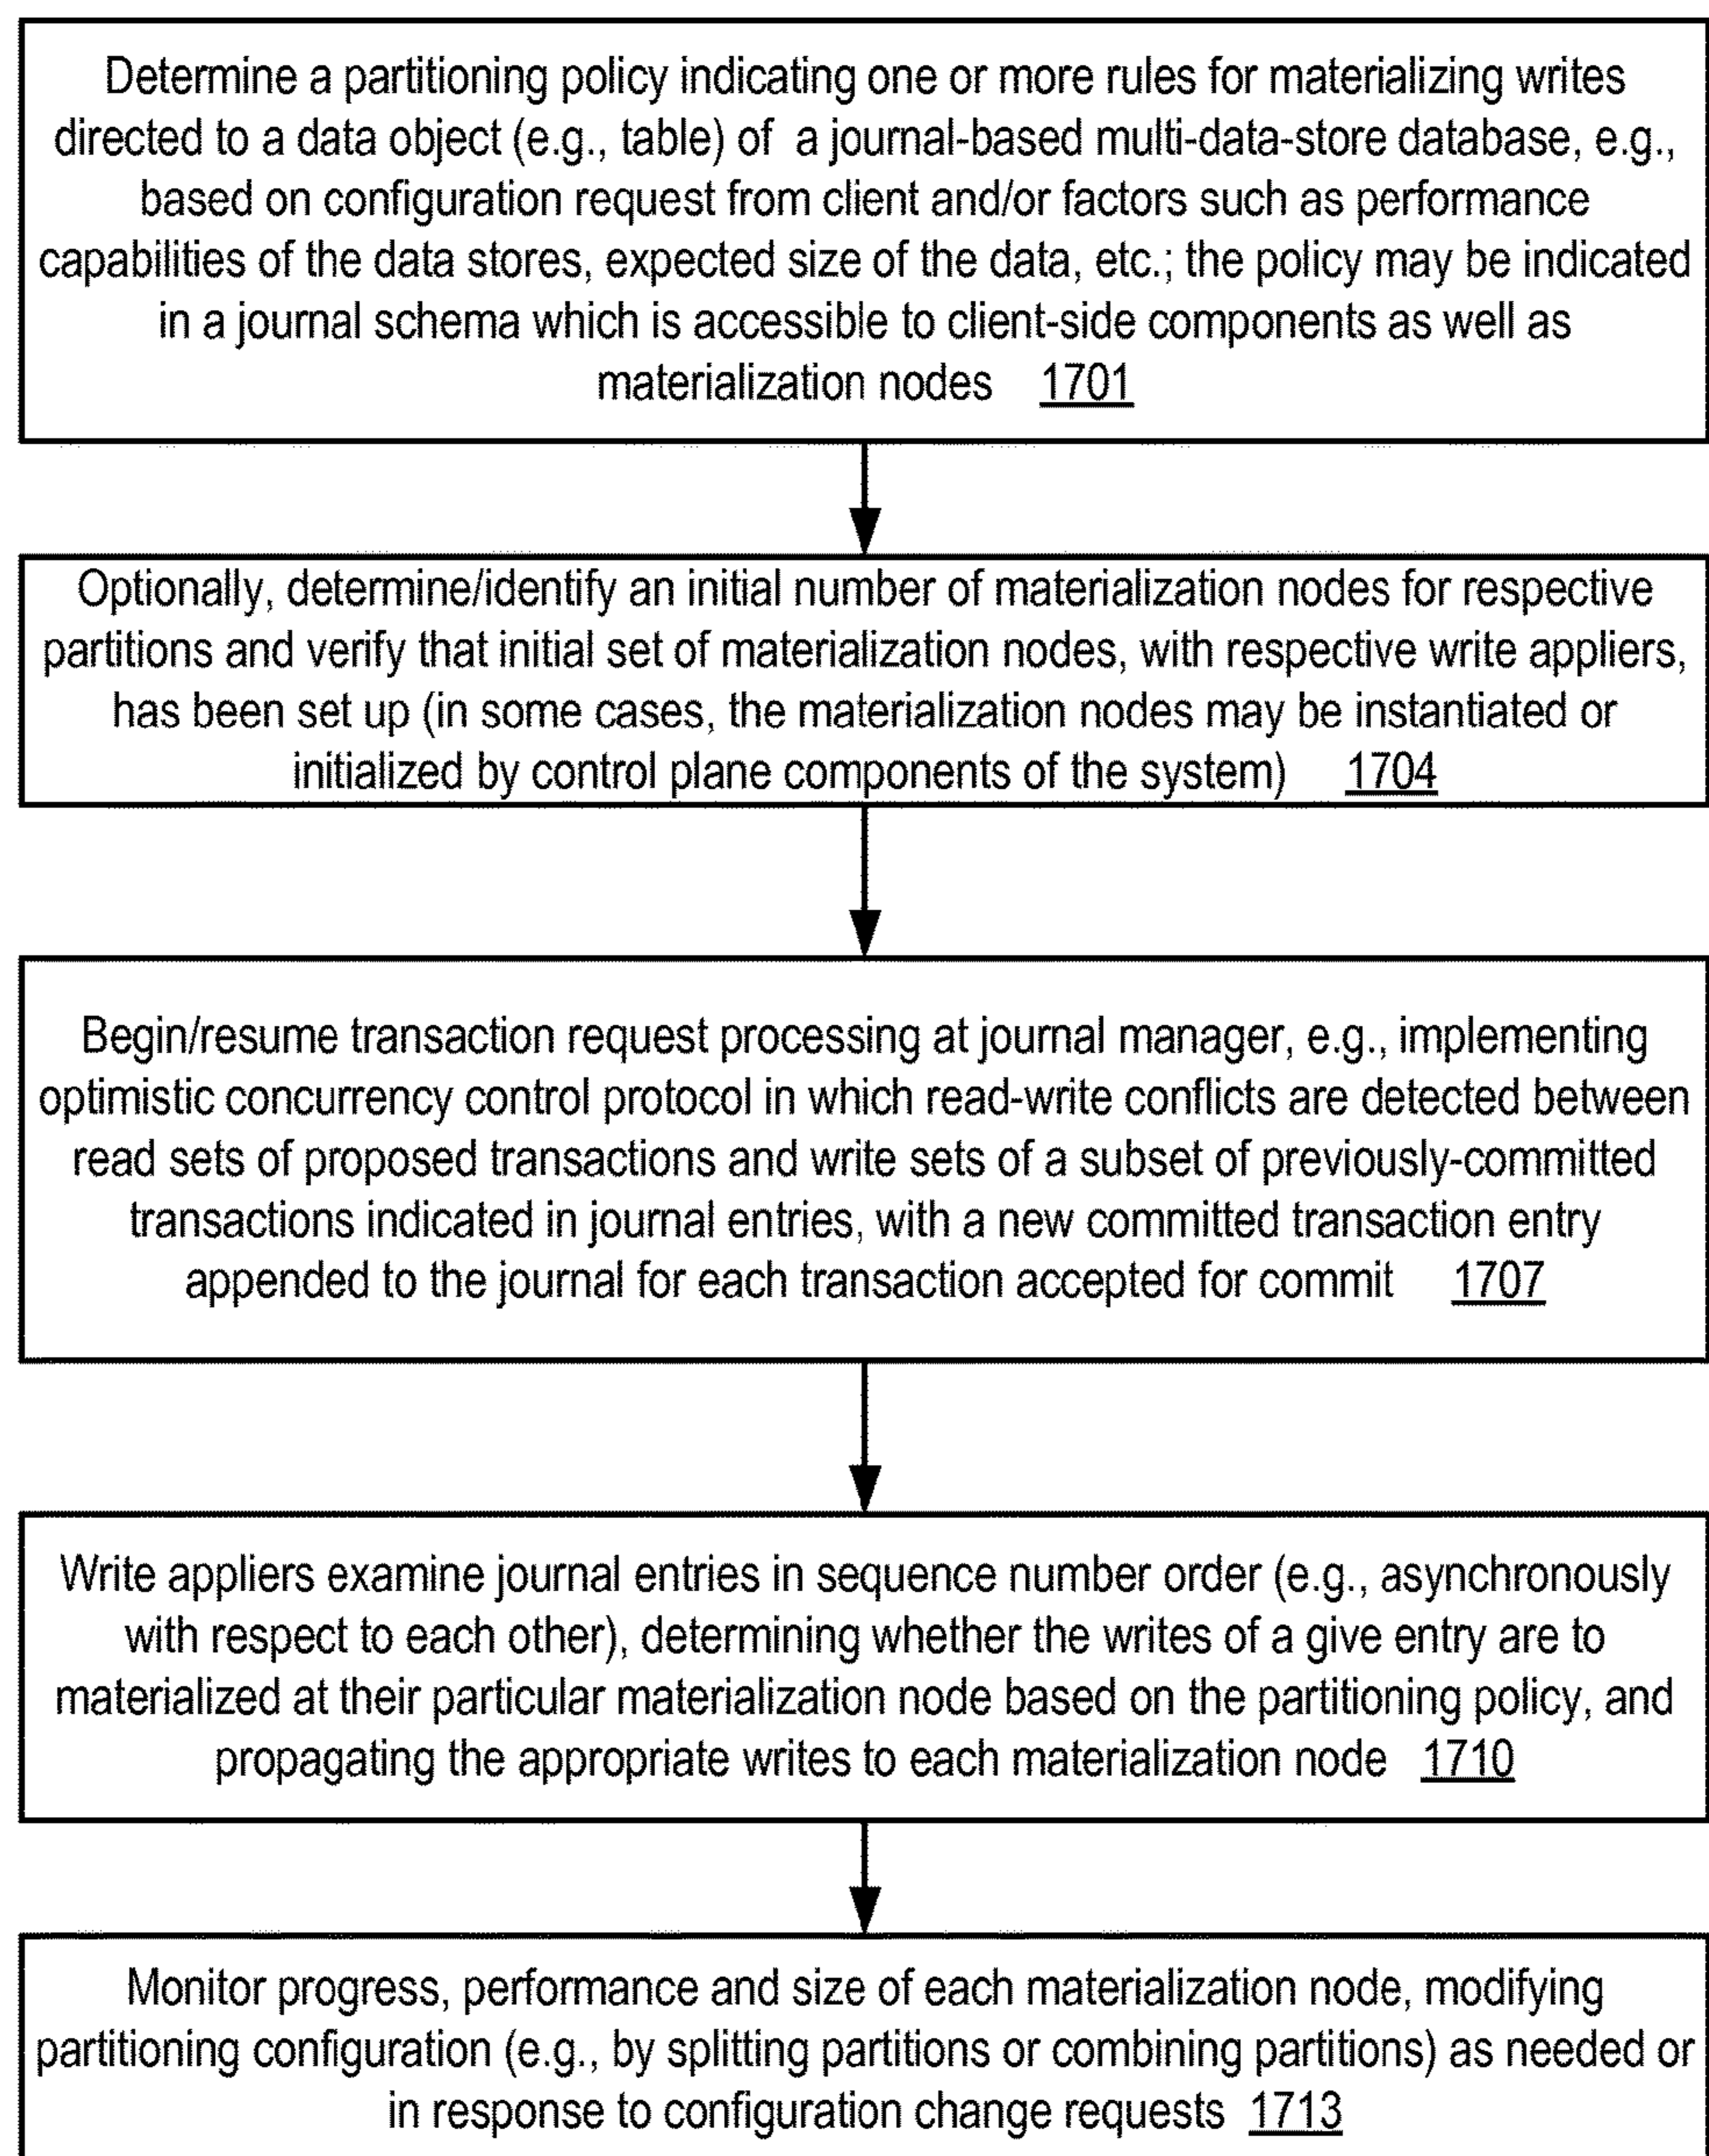 Determine a partitioning policy indicating one or more rules for materializing writes
directed to a data object (e.g., table) of a journal-based multi-data-store database, e.g.,
based on configuration request from client and/or factors such as performance
capabilities of the data stores, expected size of the data, etc.; the policy may be indicated
in a journal schema which is accessible to client-side components as well as
materialization nodes 1701
Optionally, determine/identify an initial number of materialization nodes for respective
partitions and verify that initial set of materialization nodes, with respective write appliers,
has been set up (in some cases, the materialization nodes may be instantiated or
initialized by control plane components of the system) 1704
Begin/resume transaction request processing at journal manager, e.g., implementing
optimistic concurrency control protocol in which read-write conflicts are detected between
read sets of proposed transactions and write sets of a subset of previously-committed
transactions indicated in journal entries, with a new committed transaction entry
appended to the journal for each transaction accepted for commit 1707
Write appliers examine journal entries in sequence number order (e.g., asynchronously
with respect to each other), determining whether the writes of a give entry are to
materialized at their particular materialization node based on the partitioning policy, and
propagating the appropriate writes to each materialization node 1710
Monitor progress, performance and size of each materialization node, modifying
partitioning configuration (e.g., by splitting partitions or combining partitions) as needed or
in response to configuration change requests 1713